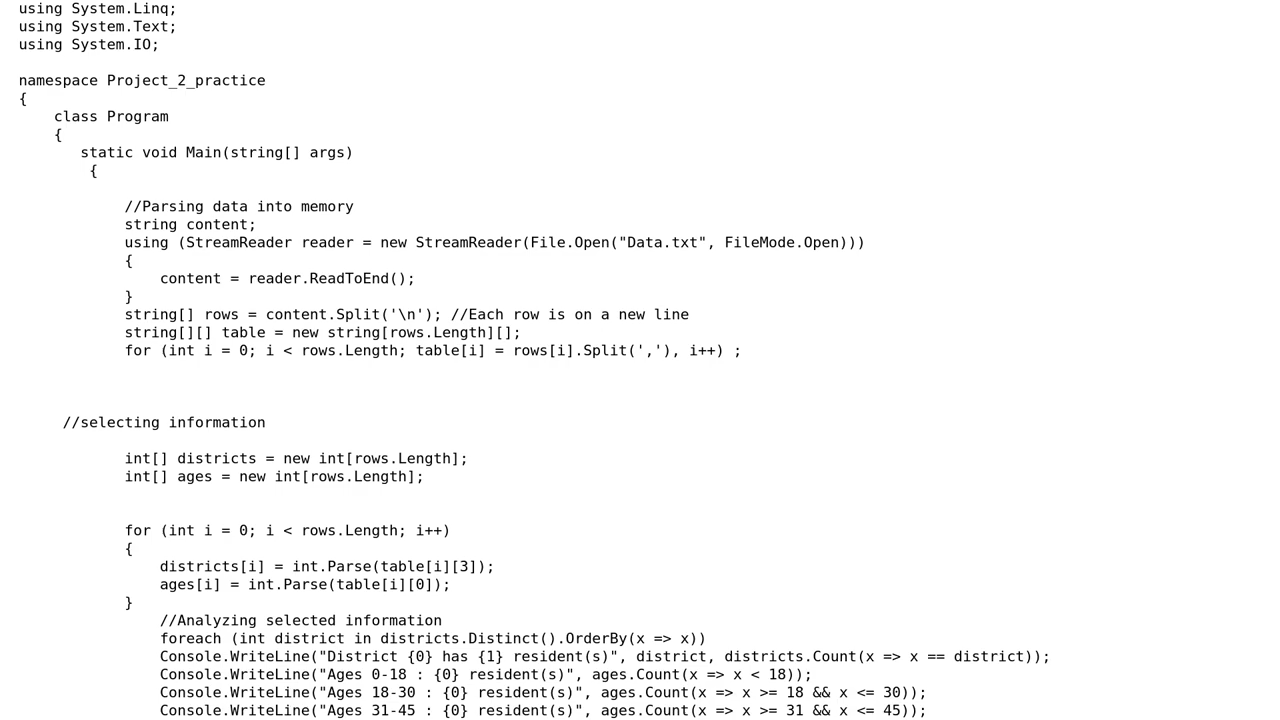 using System.Linq;
using System.Text;
using System.IO;
namespace Project_2_practice
{
class Program
{
static void Main(string[] args)
{
//Parsing data into memory
string content;
using (StreamReader reader = new StreamReader(File.Open("Data.txt", FileMode.Open)))
{
content = reader.ReadToEnd();
}
string[] rows = content.Split('\n'); //Each row is on a new line
string[][] table = new string[rows.Length][];
for (int i = 0; i < rows.Length; table[i] = rows[i].Split(','), i++) ;
//selecting information
int[] districts = new int[rows.Length];
int[] ages = new int[rows.Length];
for (int i = 0; i < rows.Length; i++)
{
districts[i] = int.Parse(table[i][3]);
ages[i] = int.Parse(table[i][0]);
}
//Analyzing selected information
foreach (int district in districts.Distinct().OrderBy(x => x))
Console.WriteLine("District {0} has {1} resident(s)", district, districts.Count(x => x == district));
Console.WriteLine("Ages 0-18 : {0} resident(s)", ages.Count(x => x < 18));
Console.WriteLine("Ages 18-30 : {0} resident(s)", ages.Count(x => x >= 18 && x <= 30));
Console.WriteLine("Ages 31-45 : {0} resident(s)", ages.Count(x => x >= 31 && x <= 45));